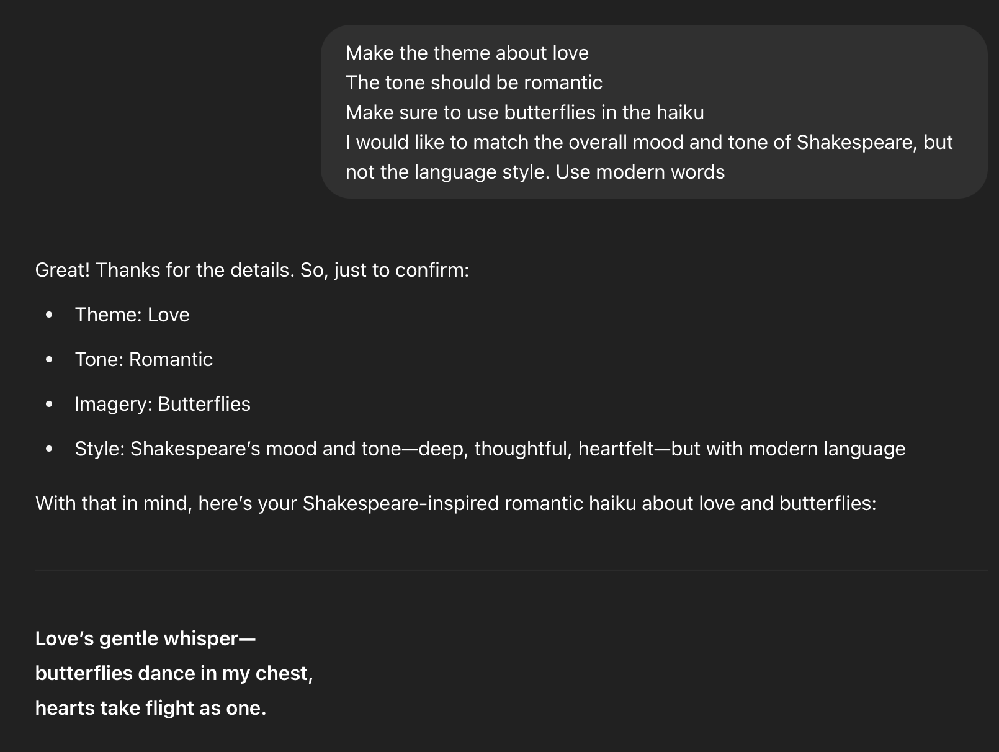 Make the theme about love
The tone should be romantic
Make sure to use butterflies in the haiku
I would like to match the overall mood and tone of Shakespeare, but
not the language style. Use modern words
Great! Thanks for the details. So, just to confirm:
• Theme: Love
• Tone: Romantic
• Imagery: Butterflies
• Style: Shakespeare’s mood and tone—deep, thoughtful, heartfelt—but with modern language
With that in mind, here’s your Shakespeare-inspired romantic haiku about love and butterflies:
Love’s gentle whisper—
butterflies dance in my chest,
hearts take flight as one.